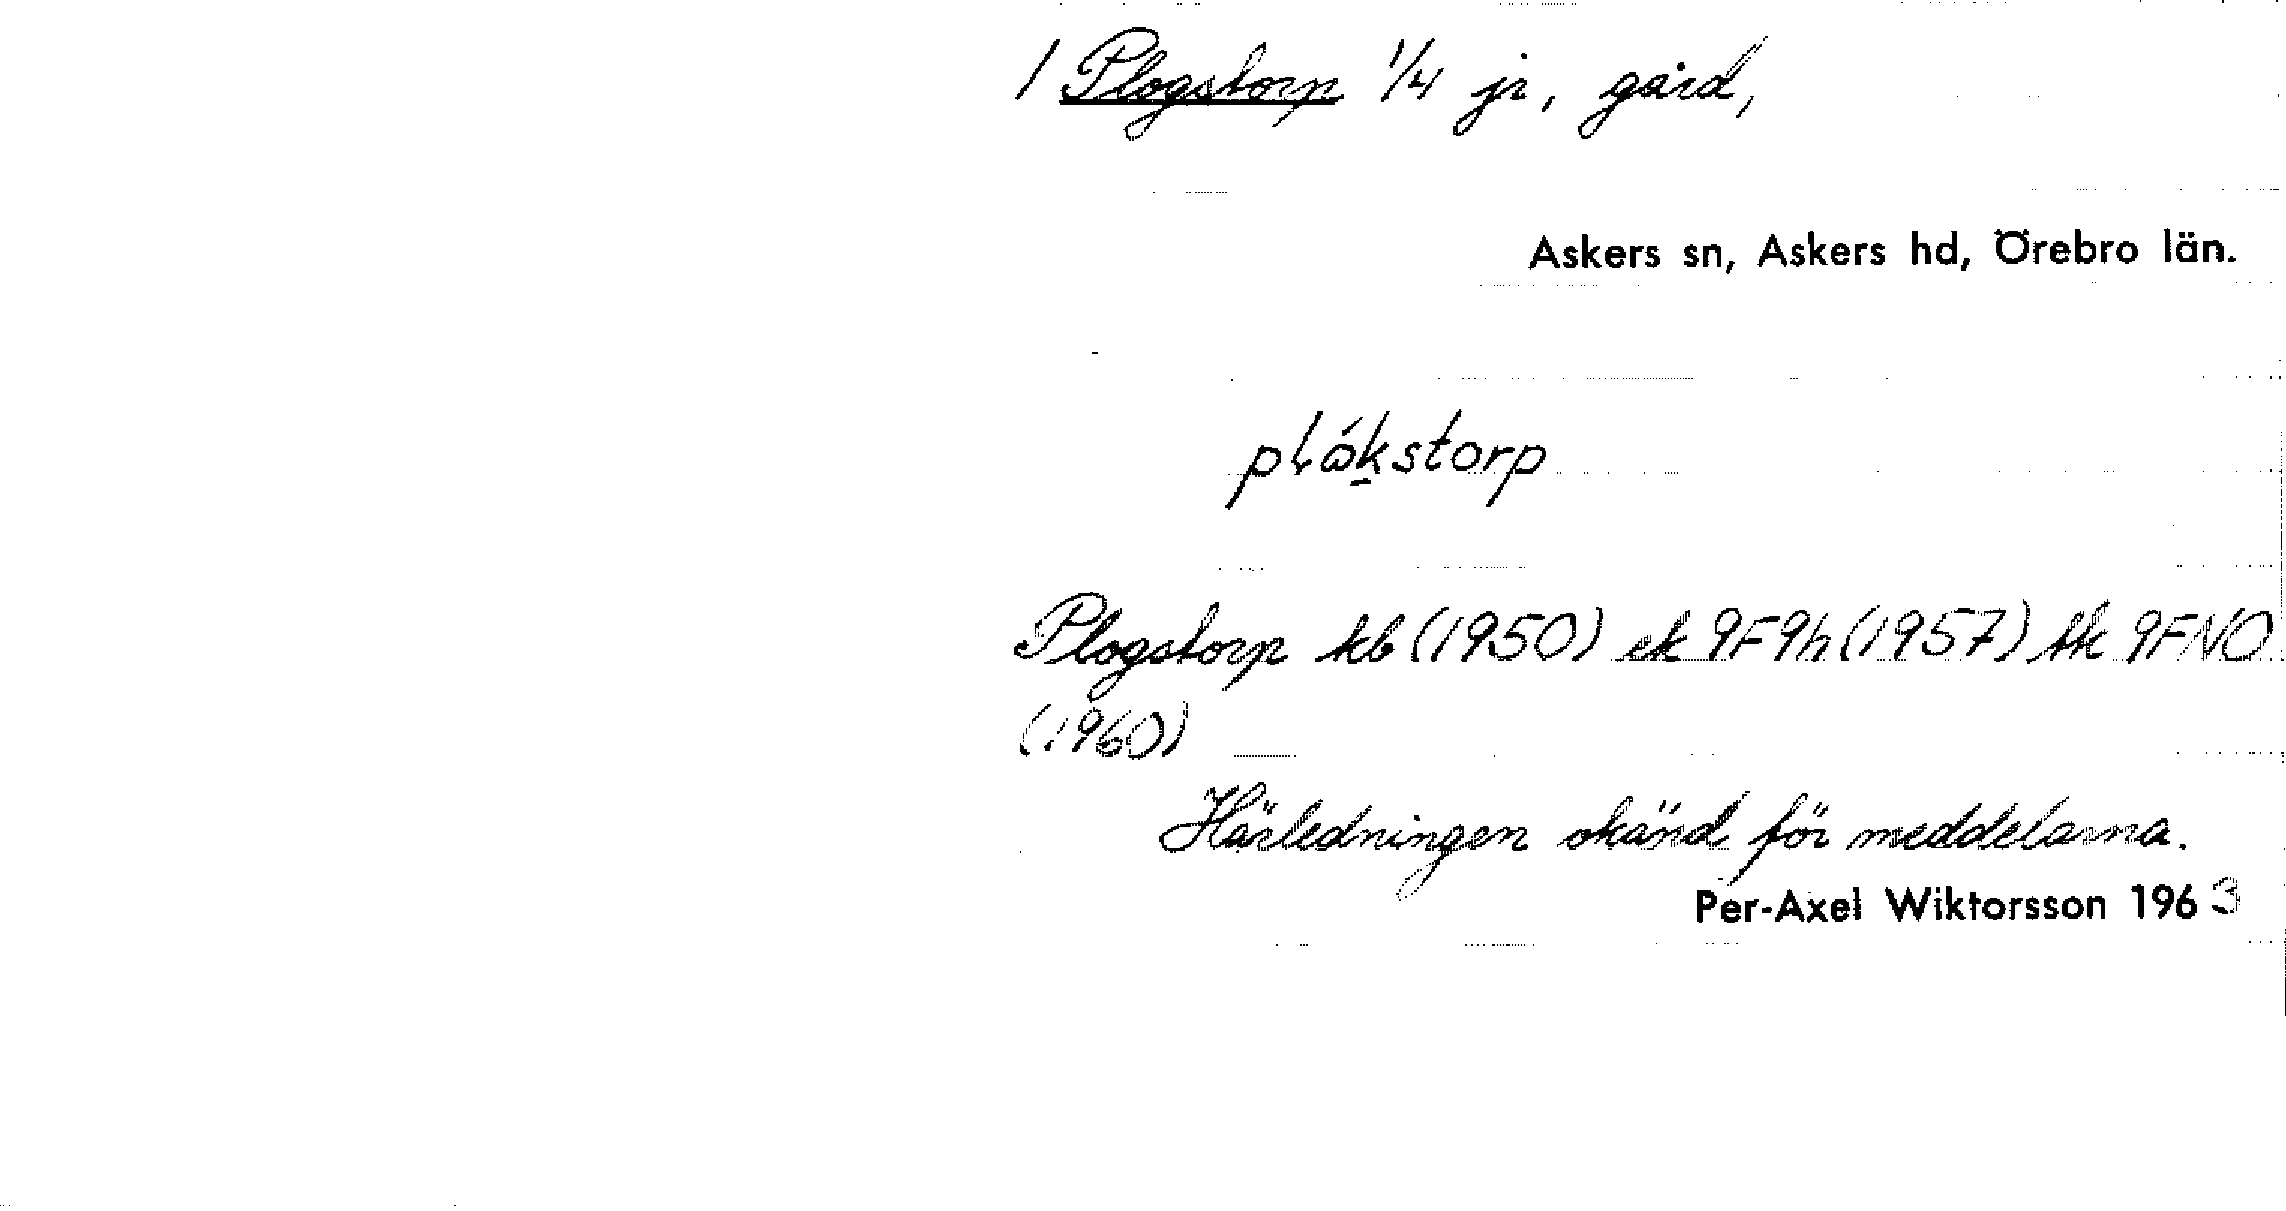 / Plogstorp 1/4 jr, gård,
Askers sn, Askers hd, Örebro län.
plåkstorp
Plogstorp kb (1950) ek 9F9h (1957) tk 9FNO
(1960)
Härledningen okänd för meddelarna.
Per-Axel Wiktorsson 1963